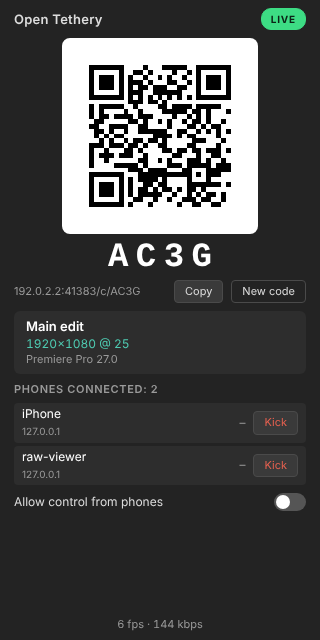 Open Tethery
LIVE
AC3G
192.0.2.2:41383/c/AC3G
Copy
New code
Main edit
1920×1080 @ 25
Premiere Pro 27.0
PHONES CONNECTED: 2
iPhone
127.0.0.1
– Kick
raw-viewer
127.0.0.1
– Kick
Allow control from phones
6 fps · 144 kbps